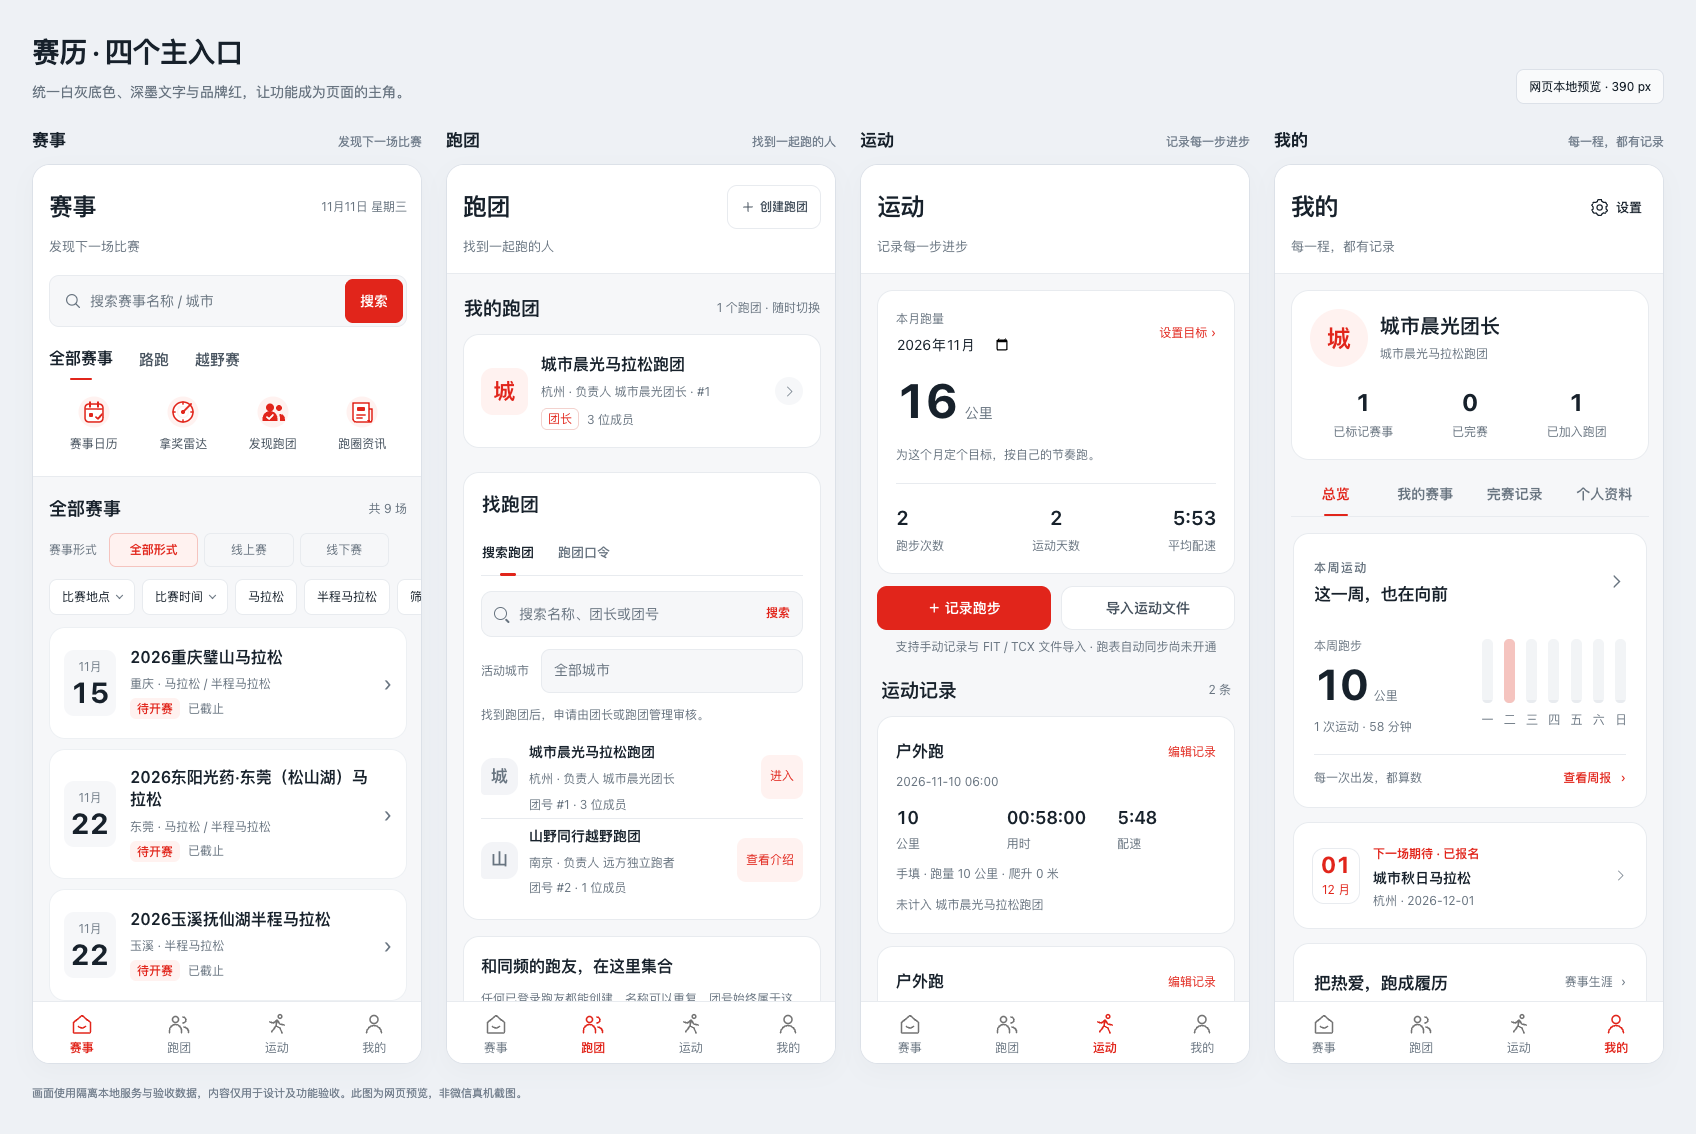 赛历 · 四个主入口
统一白灰底色、深墨文字与品牌红，让功能成为页面的主角。
网页本地预览 · 390 px
赛事
发现下一场比赛
赛事
11月11日 星期三
发现下一场比赛
搜索赛事名称 / 城市
搜索
全部赛事 路跑 越野赛
赛事日历 拿奖雷达 发现跑团 跑圈资讯
全部赛事
共 9 场
赛事形式 全部形式 线上赛 线下赛
比赛地点 比赛时间 马拉松 半程马拉松 筛
11月
15
2026重庆璧山马拉松
重庆 · 马拉松 / 半程马拉松
待开赛 已截止
11月
22
2026东阳光药·东莞（松山湖）马
拉松
东莞 · 马拉松 / 半程马拉松
待开赛 已截止
11月
22
2026玉溪抚仙湖半程马拉松
玉溪 · 半程马拉松
待开赛 已截止
赛事 跑团 运动 我的
跑团
找到一起跑的人
跑团
+ 创建跑团
找到一起跑的人
我的跑团
1 个跑团 · 随时切换
城
城市晨光马拉松跑团
杭州 · 负责人 城市晨光团长 · #1
团长 3 位成员
找跑团
搜索跑团 跑团口令
搜索名称、团长或团号
搜索
活动城市 全部城市
找到跑团后，申请由团长或跑团管理审核。
城
城市晨光马拉松跑团
杭州 · 负责人 城市晨光团长
团号 #1 · 3 位成员
进入
山
山野同行越野跑团
南京 · 负责人 远方独立跑者
团号 #2 · 1 位成员
查看介绍
和同频的跑友，在这里集合
任何已登录跑友都能创建，名称可以重复，团号始终属于这
赛事 跑团 运动 我的
运动
记录每一步进步
运动
记录每一步进步
本月跑量
2026年11月
设置目标 ›
16 公里
为这个月定个目标，按自己的节奏跑。
2 2 5:53
跑步次数 运动天数 平均配速
+ 记录跑步 导入运动文件
支持手动记录与 FIT / TCX 文件导入 · 跑表自动同步尚未开通
运动记录
2 条
户外跑
编辑记录
2026-11-10 06:00
10 00:58:00 5:48
公里 用时 配速
手填 · 跑量 10 公里 · 爬升 0 米
未计入 城市晨光马拉松跑团
户外跑
编辑记录
赛事 跑团 运动 我的
我的
每一程，都有记录
我的
设置
每一程，都有记录
城
城市晨光团长
城市晨光马拉松跑团
1 0 1
已标记赛事 已完赛 已加入跑团
总览 我的赛事 完赛记录 个人资料
本周运动
这一周，也在向前
本周跑步
10 公里
1 次运动 · 58 分钟
一 二 三 四 五 六 日
每一次出发，都算数
查看周报 ›
01
12 月
下一场期待 · 已报名
城市秋日马拉松
杭州 · 2026-12-01
把热爱，跑成履历
赛事生涯 ›
赛事 跑团 运动 我的
画面使用隔离本地服务与验收数据，内容仅用于设计及功能验收。此图为网页预览，非微信真机截图。